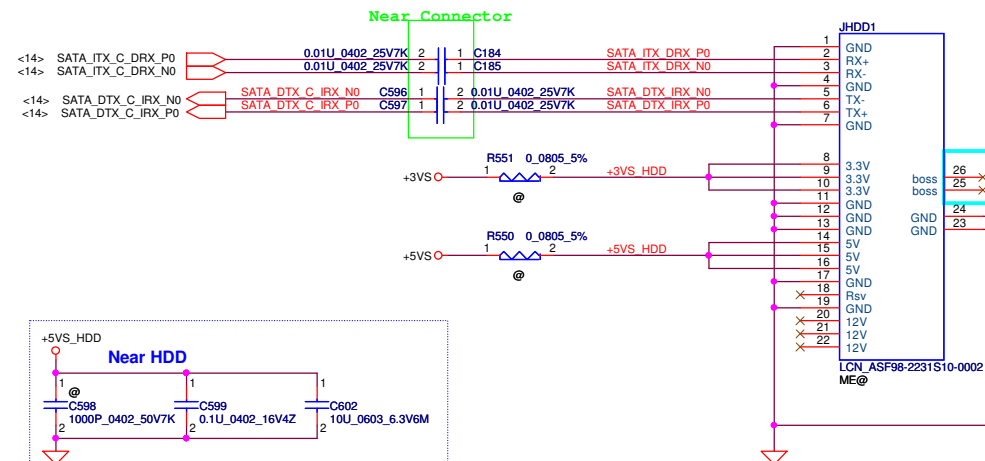 Near Connector
JHDD1
<14> SATA_ITX_C_DRX_P0 0.01U_0402_25V7K 2 1 C184 SATA_ITX_DRX_P0
<14> SATA_ITX_C_DRX_N0 0.01U_0402_25V7K 2 1 C185 SATA_ITX_DRX_N0
<14> SATA_DTX_C_IRX_N0 SATA_DTX_C_IRX_N0 C596 1 2 0.01U_0402_25V7K SATA_DTX_IRX_N0
<14> SATA_DTX_C_IRX_P0 SATA_DTX_C_IRX_P0 C597 1 2 0.01U_0402_25V7K SATA_DTX_IRX_P0
1 GND
2 RX+
3 RX-
4 GND
5 TX-
6 TX+
7 GND
R551 0_0805_5%
+3VS 1 2 +3VS_HDD
@
8 3.3V
9 3.3V
10 3.3V
11 GND
12 GND
13 GND
R550 0_0805_5%
+5VS 1 2 +5VS_HDD
@
14 5V
15 5V
16 5V
17 GND
18 Rsv
19 GND
20 12V
21 12V
22 12V
boss 26
boss 25
GND 24
GND 23
LCN_ASF98-2231S10-0002
ME@
+5VS_HDD
Near HDD
1 @ C598 1000P_0402_50V7K 2
1 C599 0.1U_0402_16V4Z 2
1 C602 10U_0603_6.3V6M 2